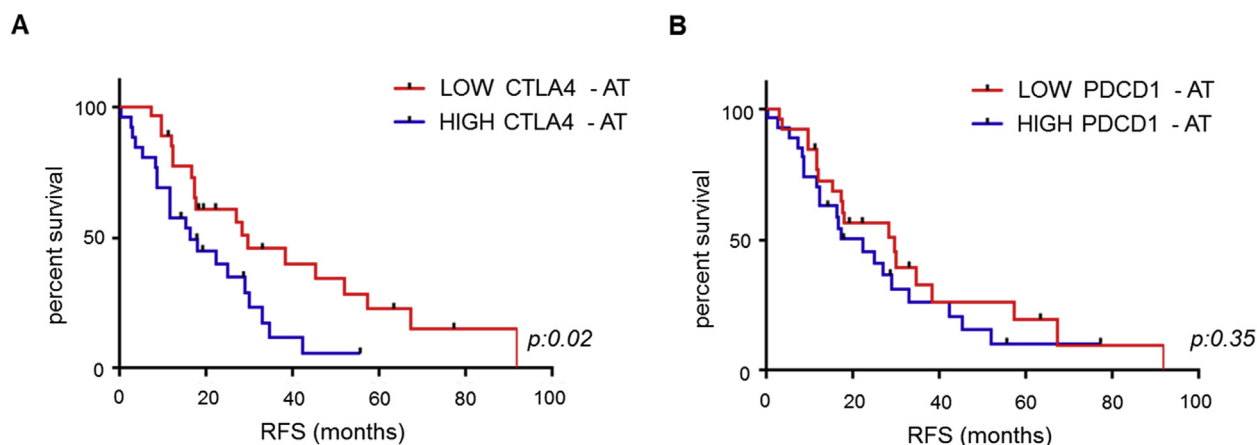 A
LOW CTLA4 - AT
HIGH CTLA4 - AT
100
50
0
percent survival
p:0.02
0 20 40 60 80 100
RFS (months)
B
LOW PDCD1 - AT
HIGH PDCD1 - AT
100
50
0
percent survival
p:0.35
0 20 40 60 80 100
RFS (months)